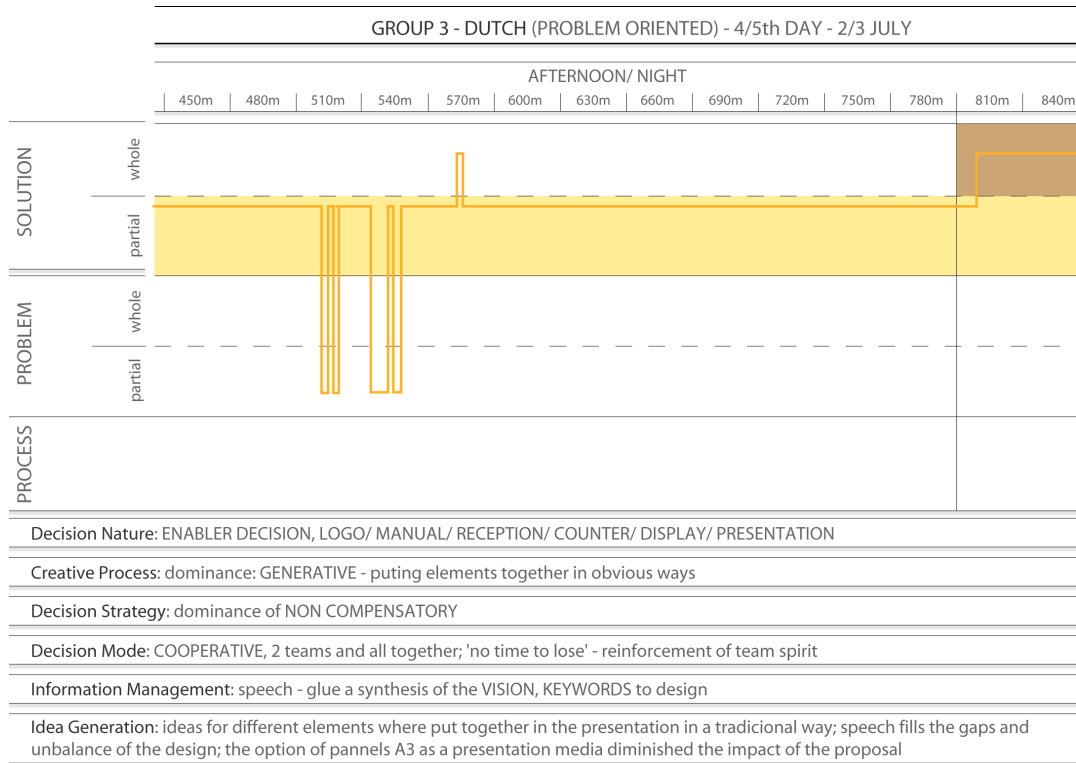 GROUP 3 - DUTCH (PROBLEM ORIENTED) - 4/5th DAY - 2/3 JULY
AFTERNOON/ NIGHT
450m 480m 510m 540m 570m 600m 630m 660m 690m 720m 750m 780m 810m 840m
SOLUTION
whole
partial
PROBLEM
whole
partial
PROCESS
Decision Nature: ENABLER DECISION, LOGO/ MANUAL/ RECEPTION/ COUNTER/ DISPLAY/ PRESENTATION
Creative Process: dominance: GENERATIVE - puting elements together in obvious ways
Decision Strategy: dominance of NON COMPENSATORY
Decision Mode: COOPERATIVE, 2 teams and all together; 'no time to lose' - reinforcement of team spirit
Information Management: speech - glue a synthesis of the VISION, KEYWORDS to design
Idea Generation: ideas for different elements where put together in the presentation in a tradicional way; speech fills the gaps and
unbalance of the design; the option of pannels A3 as a presentation media diminished the impact of the proposal